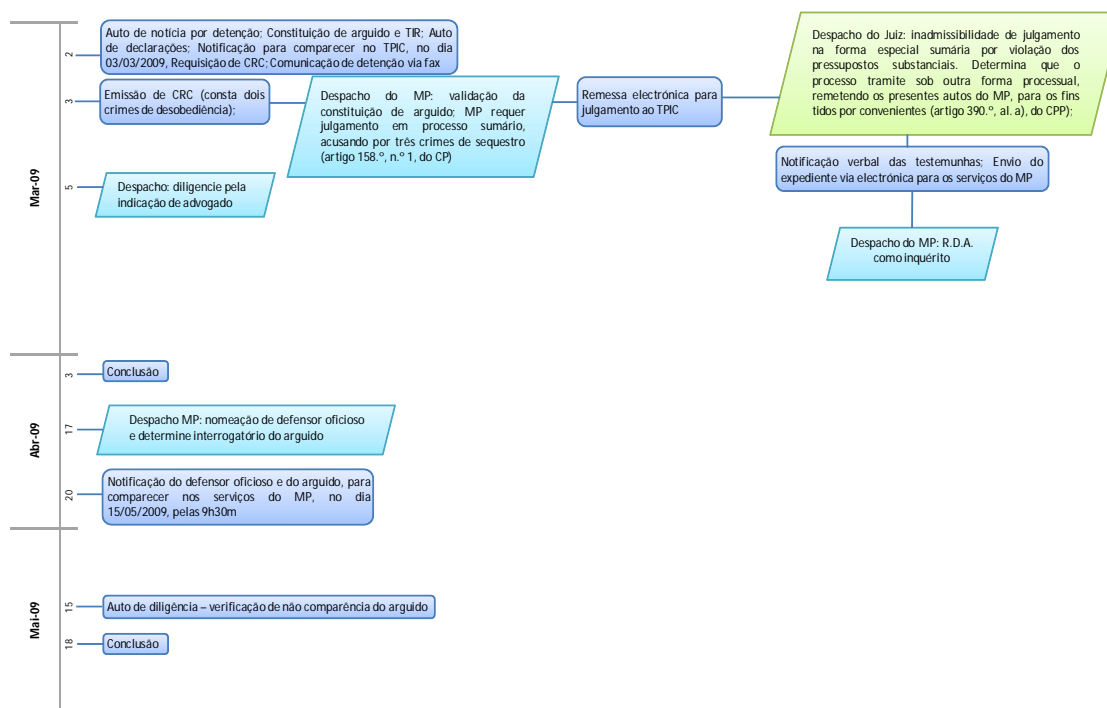 Mar-09
2
Auto de notícia por detenção; Constituição de arguido e TIR; Auto
de declarações; Notificação para comparecer no TPIC, no dia
03/03/2009, Requisição de CRC; Comunicação de detenção via fax
3
Emissão de CRC (consta dois
crimes de desobediência);
Despacho do MP: validação da
constituição de arguido; MP requer
julgamento em processo sumário,
acusando por três crimes de sequestro
(artigo 158.º, n.º 1, do CP)
Remessa electrónica para
julgamento ao TPIC
Despacho do Juiz: inadmissibilidade de julgamento
na forma especial sumária por violação dos
pressupostos substanciais. Determina que o
processo tramite sob outra forma processual,
remetendo os presentes autos do MP, para os fins
tidos por convenientes (artigo 390.º, al. a), do CPP);
Notificação verbal das testemunhas; Envio do
expediente via electrónica para os serviços do MP
Despacho do MP: R.D.A.
como inquérito
5
Despacho: diligencie pela
indicação de advogado
Abr-09
3
Conclusão
17
Despacho MP: nomeação de defensor oficioso
e determine interrogatório do arguido
20
Notificação do defensor oficioso e do arguido, para
comparecer nos serviços do MP, no dia
15/05/2009, pelas 9h30m
Mai-09
15
Auto de diligência – verificação de não comparência do arguido
18
Conclusão